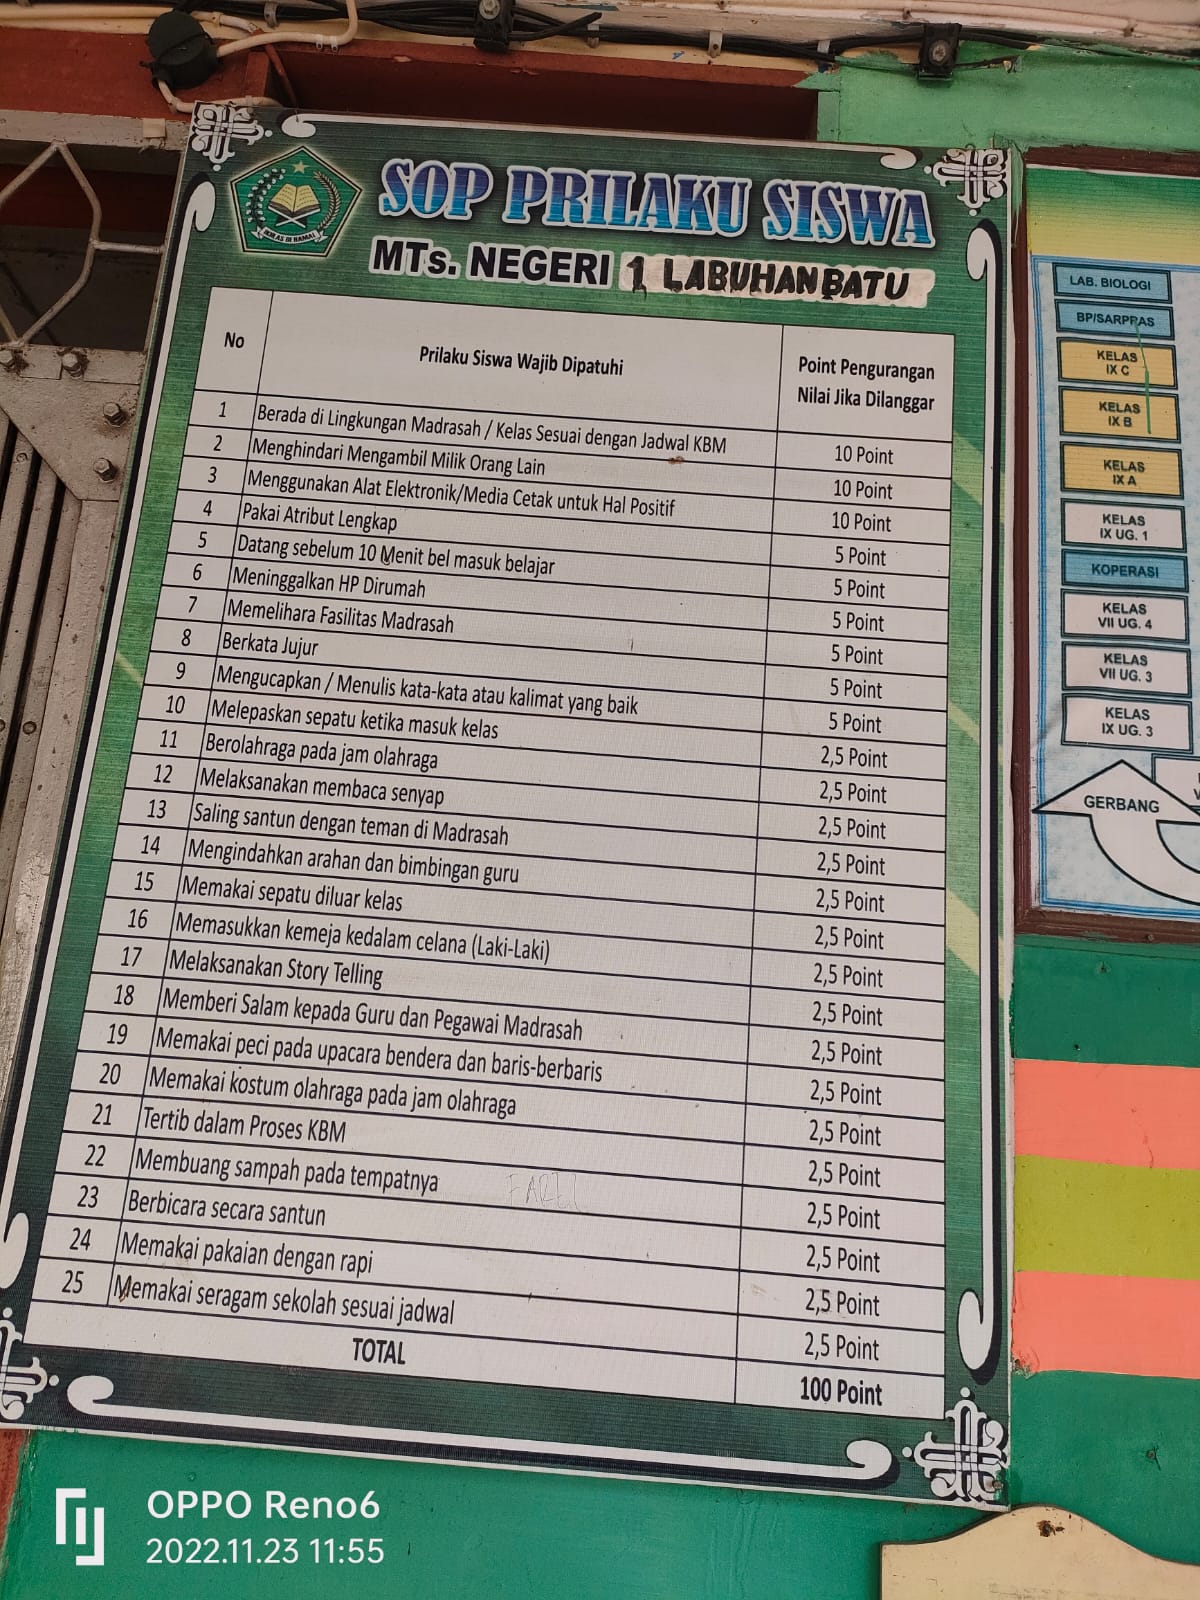 IKHLAS BERAMAL
SOP PRILAKU SISWA
MTs. NEGERI 1 LABUHANBATU
No Prilaku Siswa Wajib Dipatuhi Point Pengurangan Nilai Jika Dilanggar
1 Berada di Lingkungan Madrasah / Kelas Sesuai dengan Jadwal KBM 10 Point
2 Menghindari Mengambil Milik Orang Lain 10 Point
3 Menggunakan Alat Elektronik/Media Cetak untuk Hal Positif 10 Point
4 Pakai Atribut Lengkap 5 Point
5 Datang sebelum 10 Menit bel masuk belajar 5 Point
6 Meninggalkan HP Dirumah 5 Point
7 Memelihara Fasilitas Madrasah 5 Point
8 Berkata Jujur 5 Point
9 Mengucapkan / Menulis kata-kata atau kalimat yang baik 5 Point
10 Melepaskan sepatu ketika masuk kelas 2,5 Point
11 Berolahraga pada jam olahraga 2,5 Point
12 Melaksanakan membaca senyap 2,5 Point
13 Saling santun dengan teman di Madrasah 2,5 Point
14 Mengindahkan arahan dan bimbingan guru 2,5 Point
15 Memakai sepatu diluar kelas 2,5 Point
16 Memasukkan kemeja kedalam celana (Laki-Laki) 2,5 Point
17 Melaksanakan Story Telling 2,5 Point
18 Memberi Salam kepada Guru dan Pegawai Madrasah 2,5 Point
19 Memakai peci pada upacara bendera dan baris-berbaris 2,5 Point
20 Memakai kostum olahraga pada jam olahraga 2,5 Point
21 Tertib dalam Proses KBM 2,5 Point
22 Membuang sampah pada tempatnya 2,5 Point
23 Berbicara secara santun 2,5 Point
24 Memakai pakaian dengan rapi 2,5 Point
25 Memakai seragam sekolah sesuai jadwal 2,5 Point
TOTAL 100 Point
LAB. BIOLOGI
BP/SARPRAS
KELAS
IX C
KELAS
IX B
KELAS
IX A
KELAS
IX UG. 1
KOPERASI
KELAS
VII UG. 4
KELAS
VII UG. 3
KELAS
IX UG. 3
GERBANG
OPPO Reno6
2022.11.23 11:55